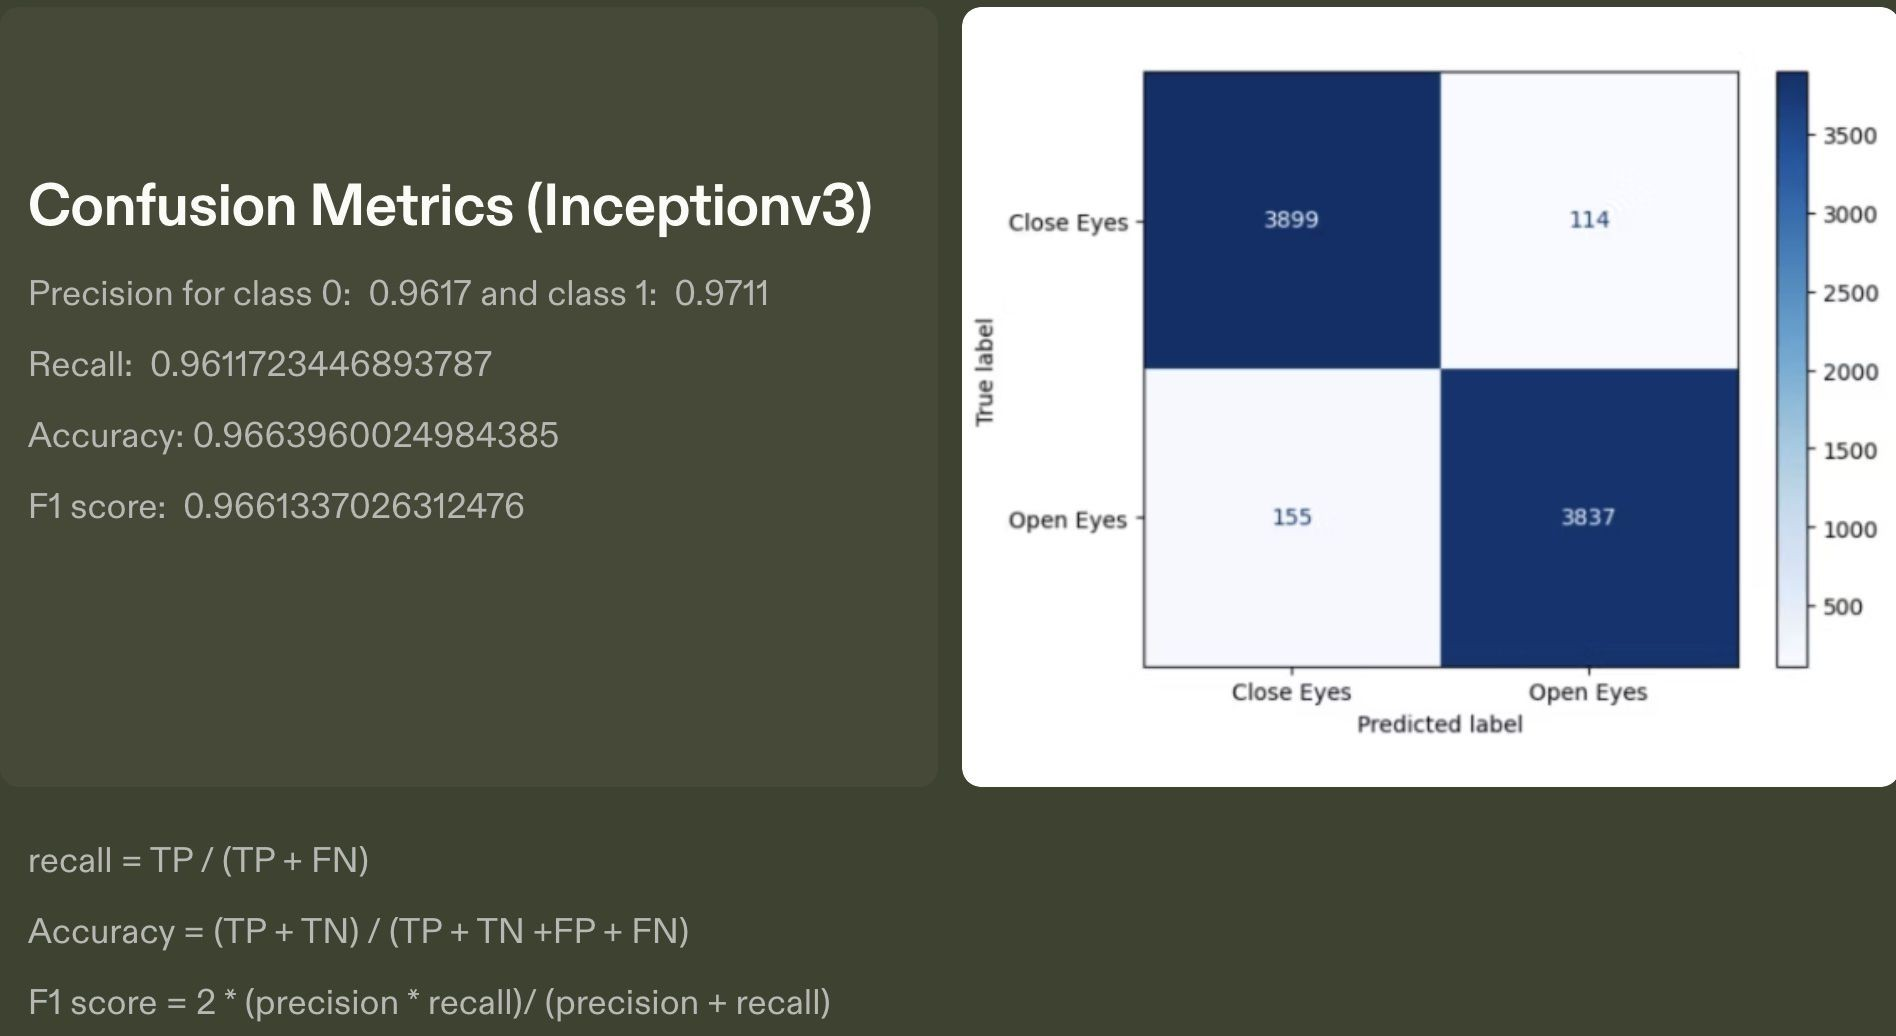 Confusion Metrics (Inceptionv3)
Precision for class 0: 0.9617 and class 1: 0.9711
Recall: 0.9611723446893787
Accuracy: 0.9663960024984385
F1 score: 0.9661337026312476
True label
Close Eyes
3899
114
Open Eyes
155
3837
Close Eyes
Open Eyes
Predicted label
3500
3000
2500
2000
1500
1000
500
recall = TP / (TP + FN)
Accuracy = (TP + TN) / (TP + TN +FP + FN)
F1 score = 2 * (precision * recall)/ (precision + recall)